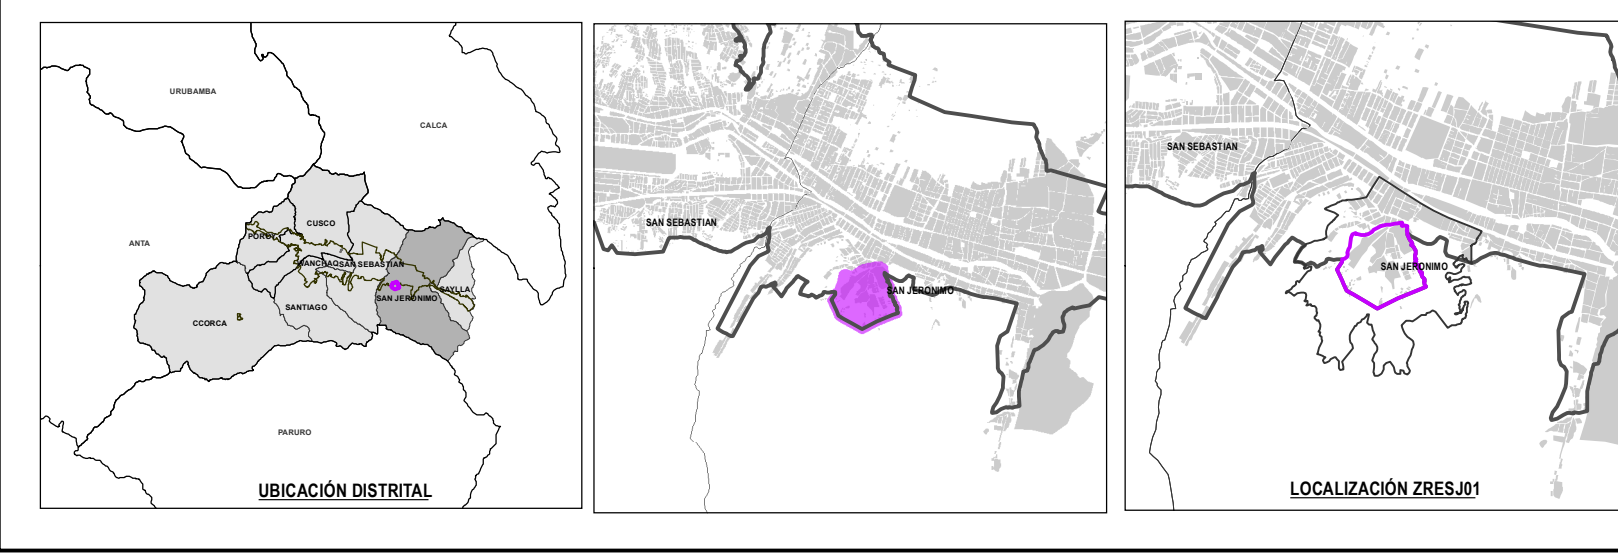 URUBAMBA
CALCA
CUSCO
POROY
ANTA
WANCHAQ
SAN SEBASTIAN
SAYLLA
SAN JERONIMO
SANTIAGO
CCORCA
PARURO
UBICACIÓN DISTRITAL
SAN SEBASTIAN
SAN JERONIMO
SAN SEBASTIAN
SAN JERONIMO
LOCALIZACIÓN ZRESJ01